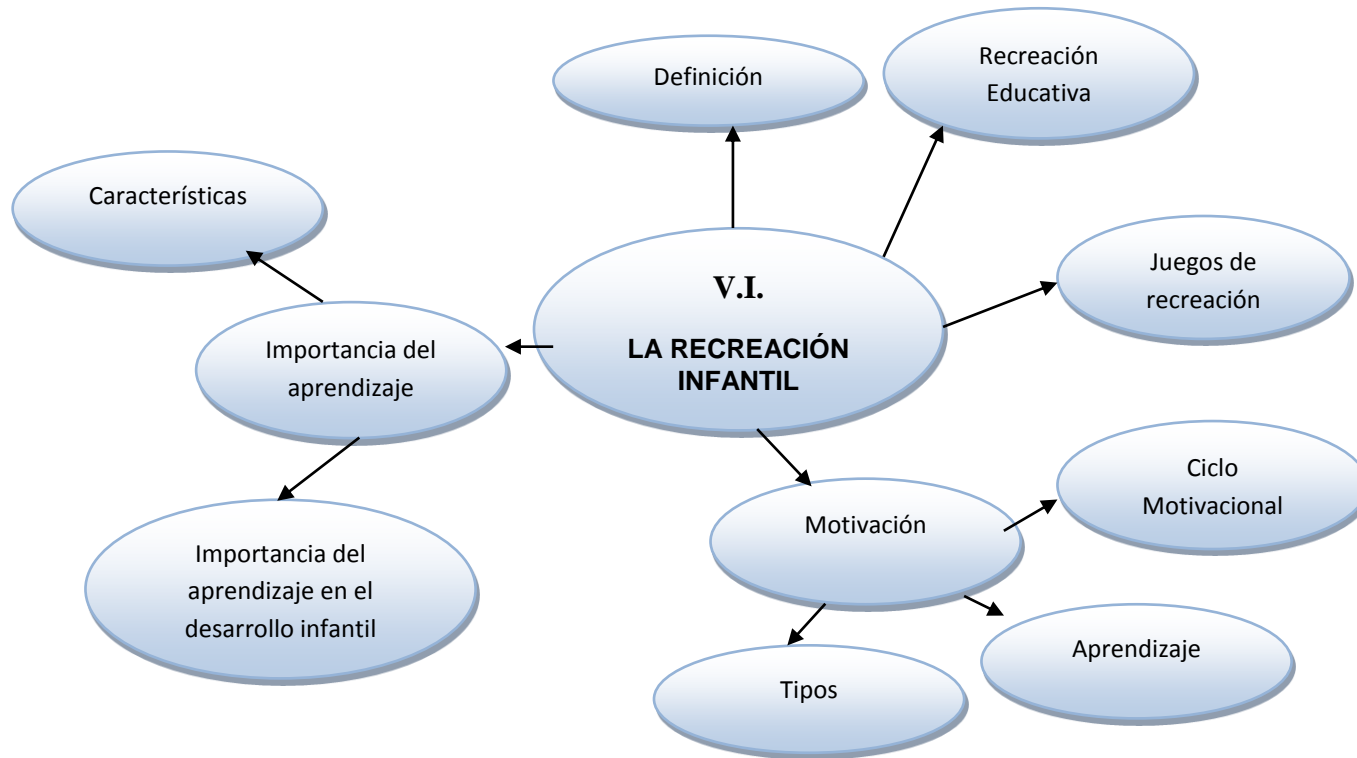 Definición
Recreación
Educativa
Características
V.I.
LA RECREACIÓN
INFANTIL
Juegos de
recreación
Importancia del
aprendizaje
Ciclo
Motivacional
Motivación
Importancia del
aprendizaje en el
desarrollo infantil
Aprendizaje
Tipos